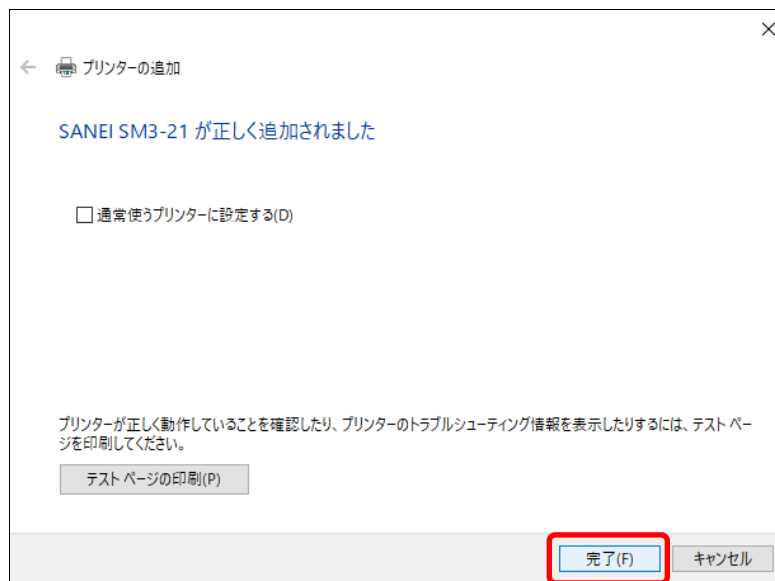 プリンターの追加
SANEI SM3-21 が正しく追加されました
通常使うプリンターに設定する(D)
プリンターが正しく動作していることを確認したり、プリンターのトラブルシューティング情報を表示したりするには、テスト ペー
ジを印刷してください。
テスト ページの印刷(P)
完了(F)
キャンセル